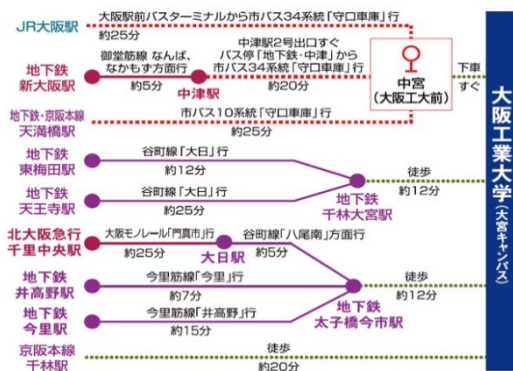 大阪駅前バスターミナルから市バス34系統「守口車庫」行
JR大阪駅
約25分
中津駅2号出口すぐ
バス停「地下鉄・中津」から
市バス34系統「守口車庫」行
御堂筋線 なんば、
なかもず方面行
地下鉄
新大阪駅
約5分
中津駅
約20分
中宮
(大阪工大前)
下車
すぐ
地下鉄・京阪本線
天満橋駅
市バス10系統「守口車庫」行
約25分
地下鉄
東梅田駅
谷町線「大日」行
約12分
地下鉄
天王寺駅
谷町線「大日」行
約25分
地下鉄
千林大宮駅
徒歩
約12分
北大阪急行
千里中央駅
大阪モノレール「門真市」行
約25分
大日駅
谷町線「八尾南」方面行
約5分
地下鉄
井高野駅
今里筋線「今里」行
約7分
地下鉄
今里駅
今里筋線「井高野」行
約15分
地下鉄
太子橋今市駅
徒歩
約12分
京阪本線
千林駅
徒歩
約20分
大阪工業大学(大宮キャンパス)